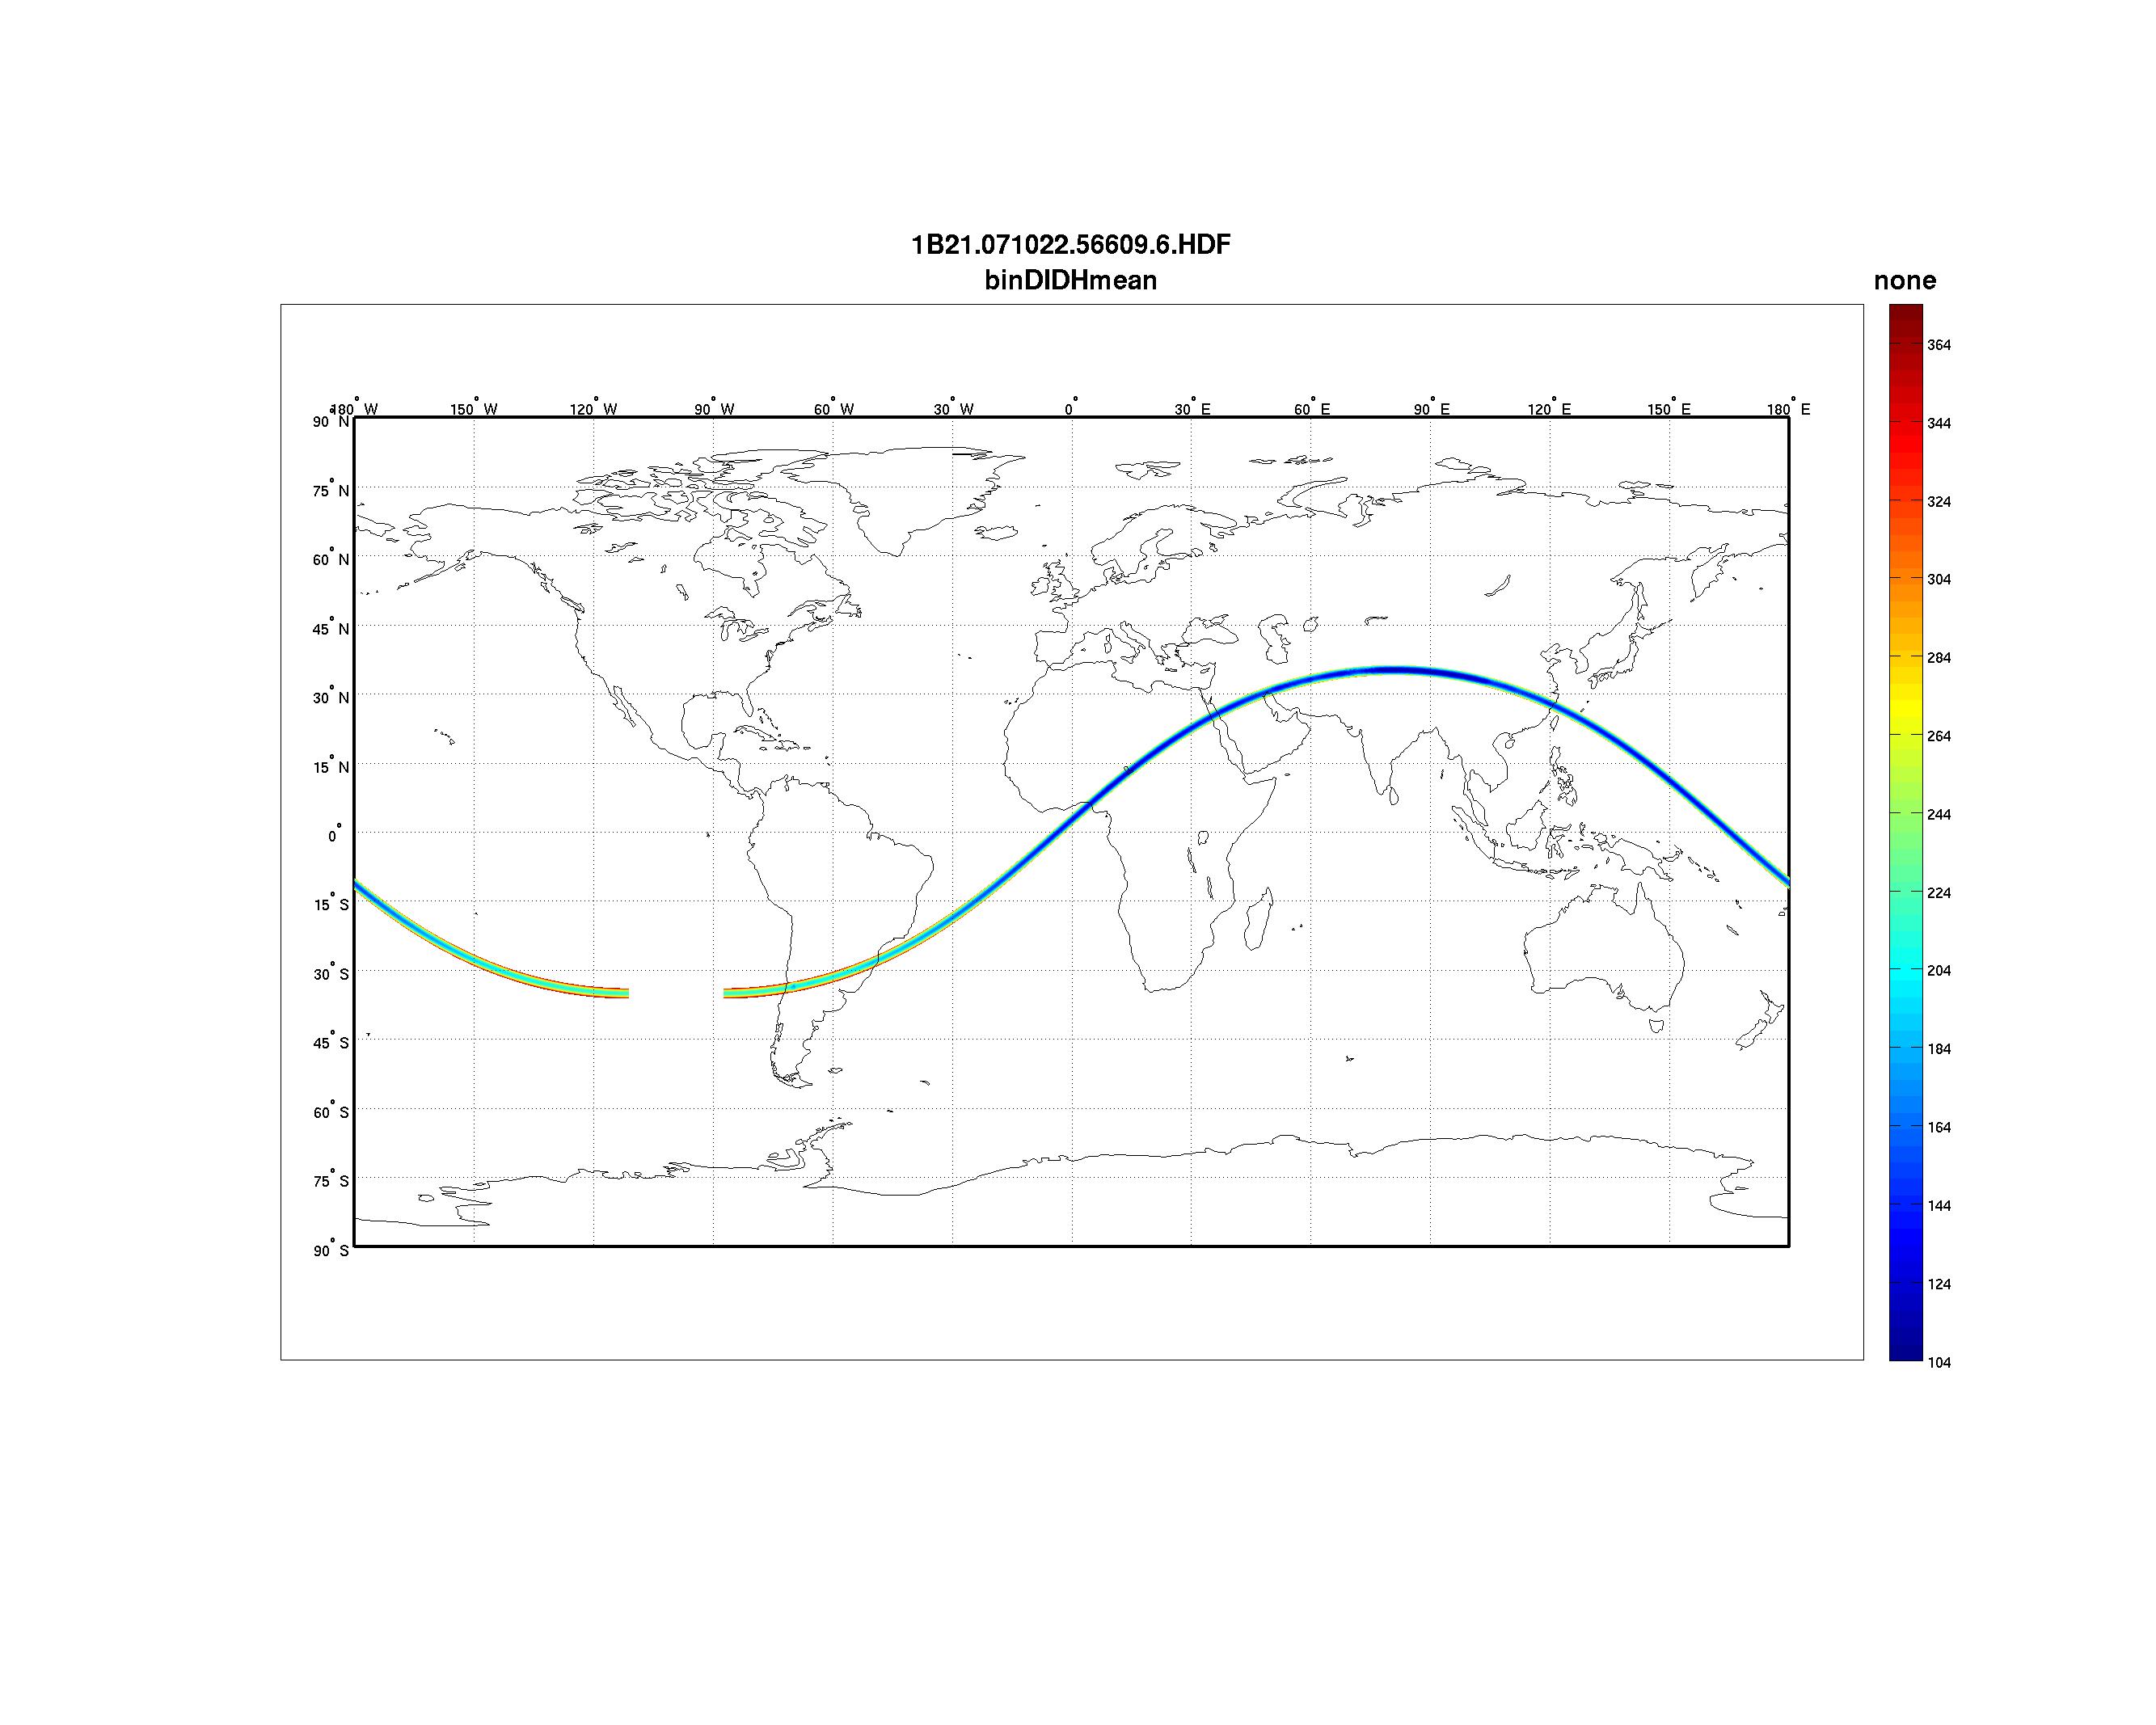 1B21.071022.56609.6.HDF
binDIDHmean
none
180° W 150° W 120° W 90° W 60° W 30° W 0° 30° E 60° E 90° E 120° E 150° E 180° E
90° N
75° N
60° N
45° N
30° N
15° N
0°
15° S
30° S
45° S
60° S
75° S
90° S
364
344
324
304
284
264
244
224
204
184
164
144
124
104